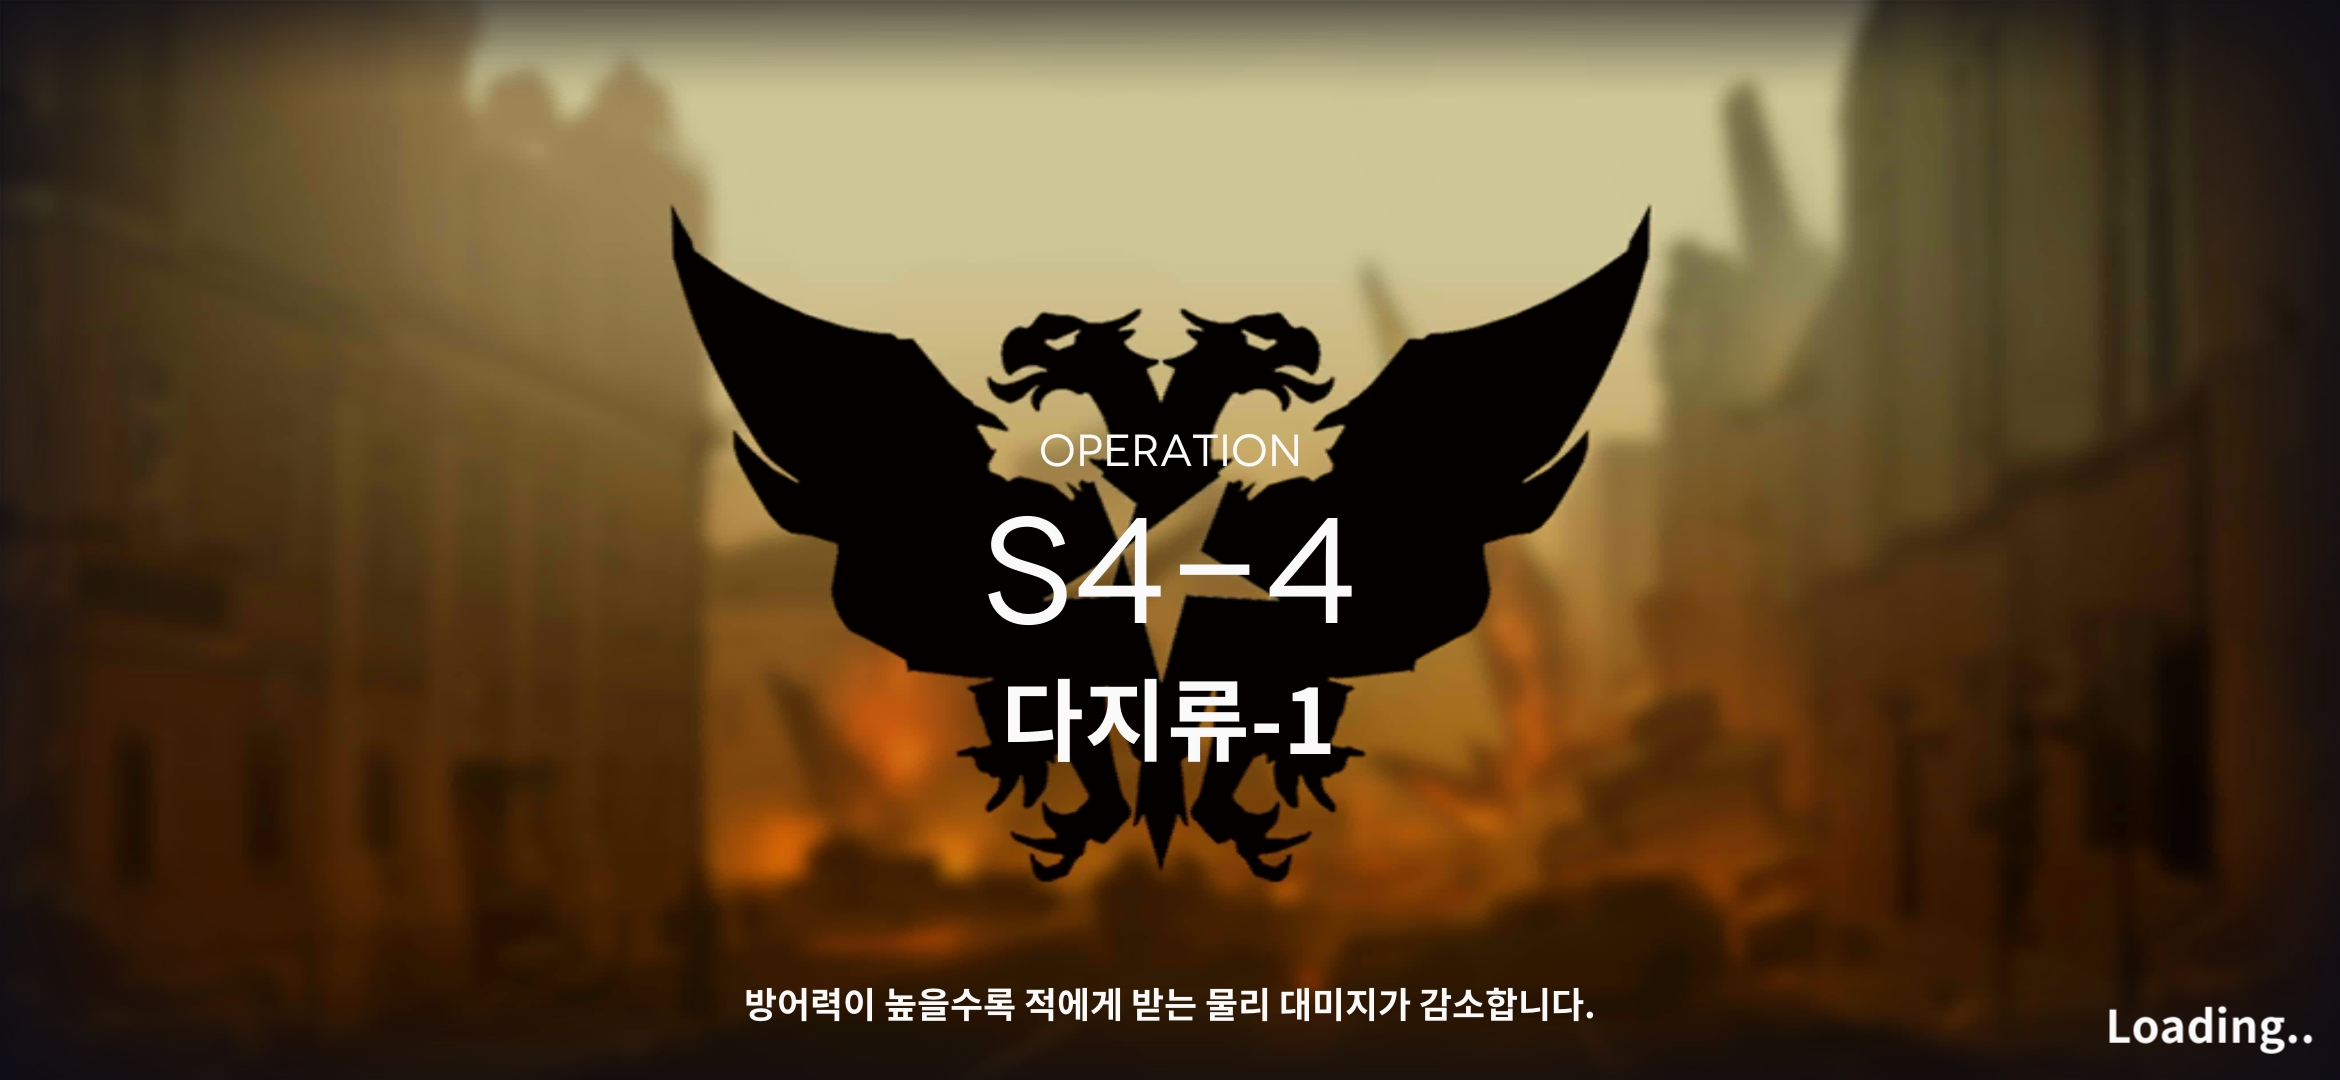 OPERATION
S4-4
다지류-1
방어력이 높을수록 적에게 받는 물리 대미지가 감소합니다.
Loading..